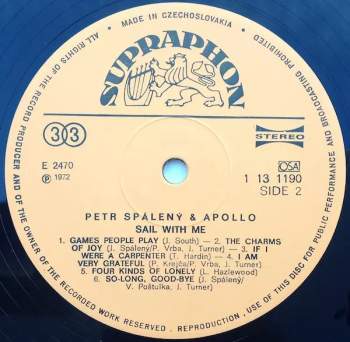 MADE IN CZECHOSLOVAKIA
ALL RIGHTS OF THE RECORD PRODUCER AND OF THE OWNER OF THE WORK RESERVED. REPRODUCTION, USE OF THIS DISC FOR PUBLIC PERFORMANCE AND BROADCASTING PROHIBITED
SUPRAPHON
33
STEREO
E 2470
OSA
℗ 1972
1 13 1190
SIDE 2
PETR SPÁLENÝ & APOLLO
SAIL WITH ME
1. GAMES PEOPLE PLAY (J. South) – 2. THE CHARMS
OF JOY (J. Spálený/P. Vrba, J. Turner) – 3. IF I
WERE A CARPENTER (T. Hardin) – 4. I AM
VERY GRATEFUL (P. Krejča/P. Vrba, J. Turner)
5. FOUR KINDS OF LONELY (L. Hazlewood)
6. SO-LONG, GOOD-BYE (J. Spálený/
V. Poštulka, J. Turner)